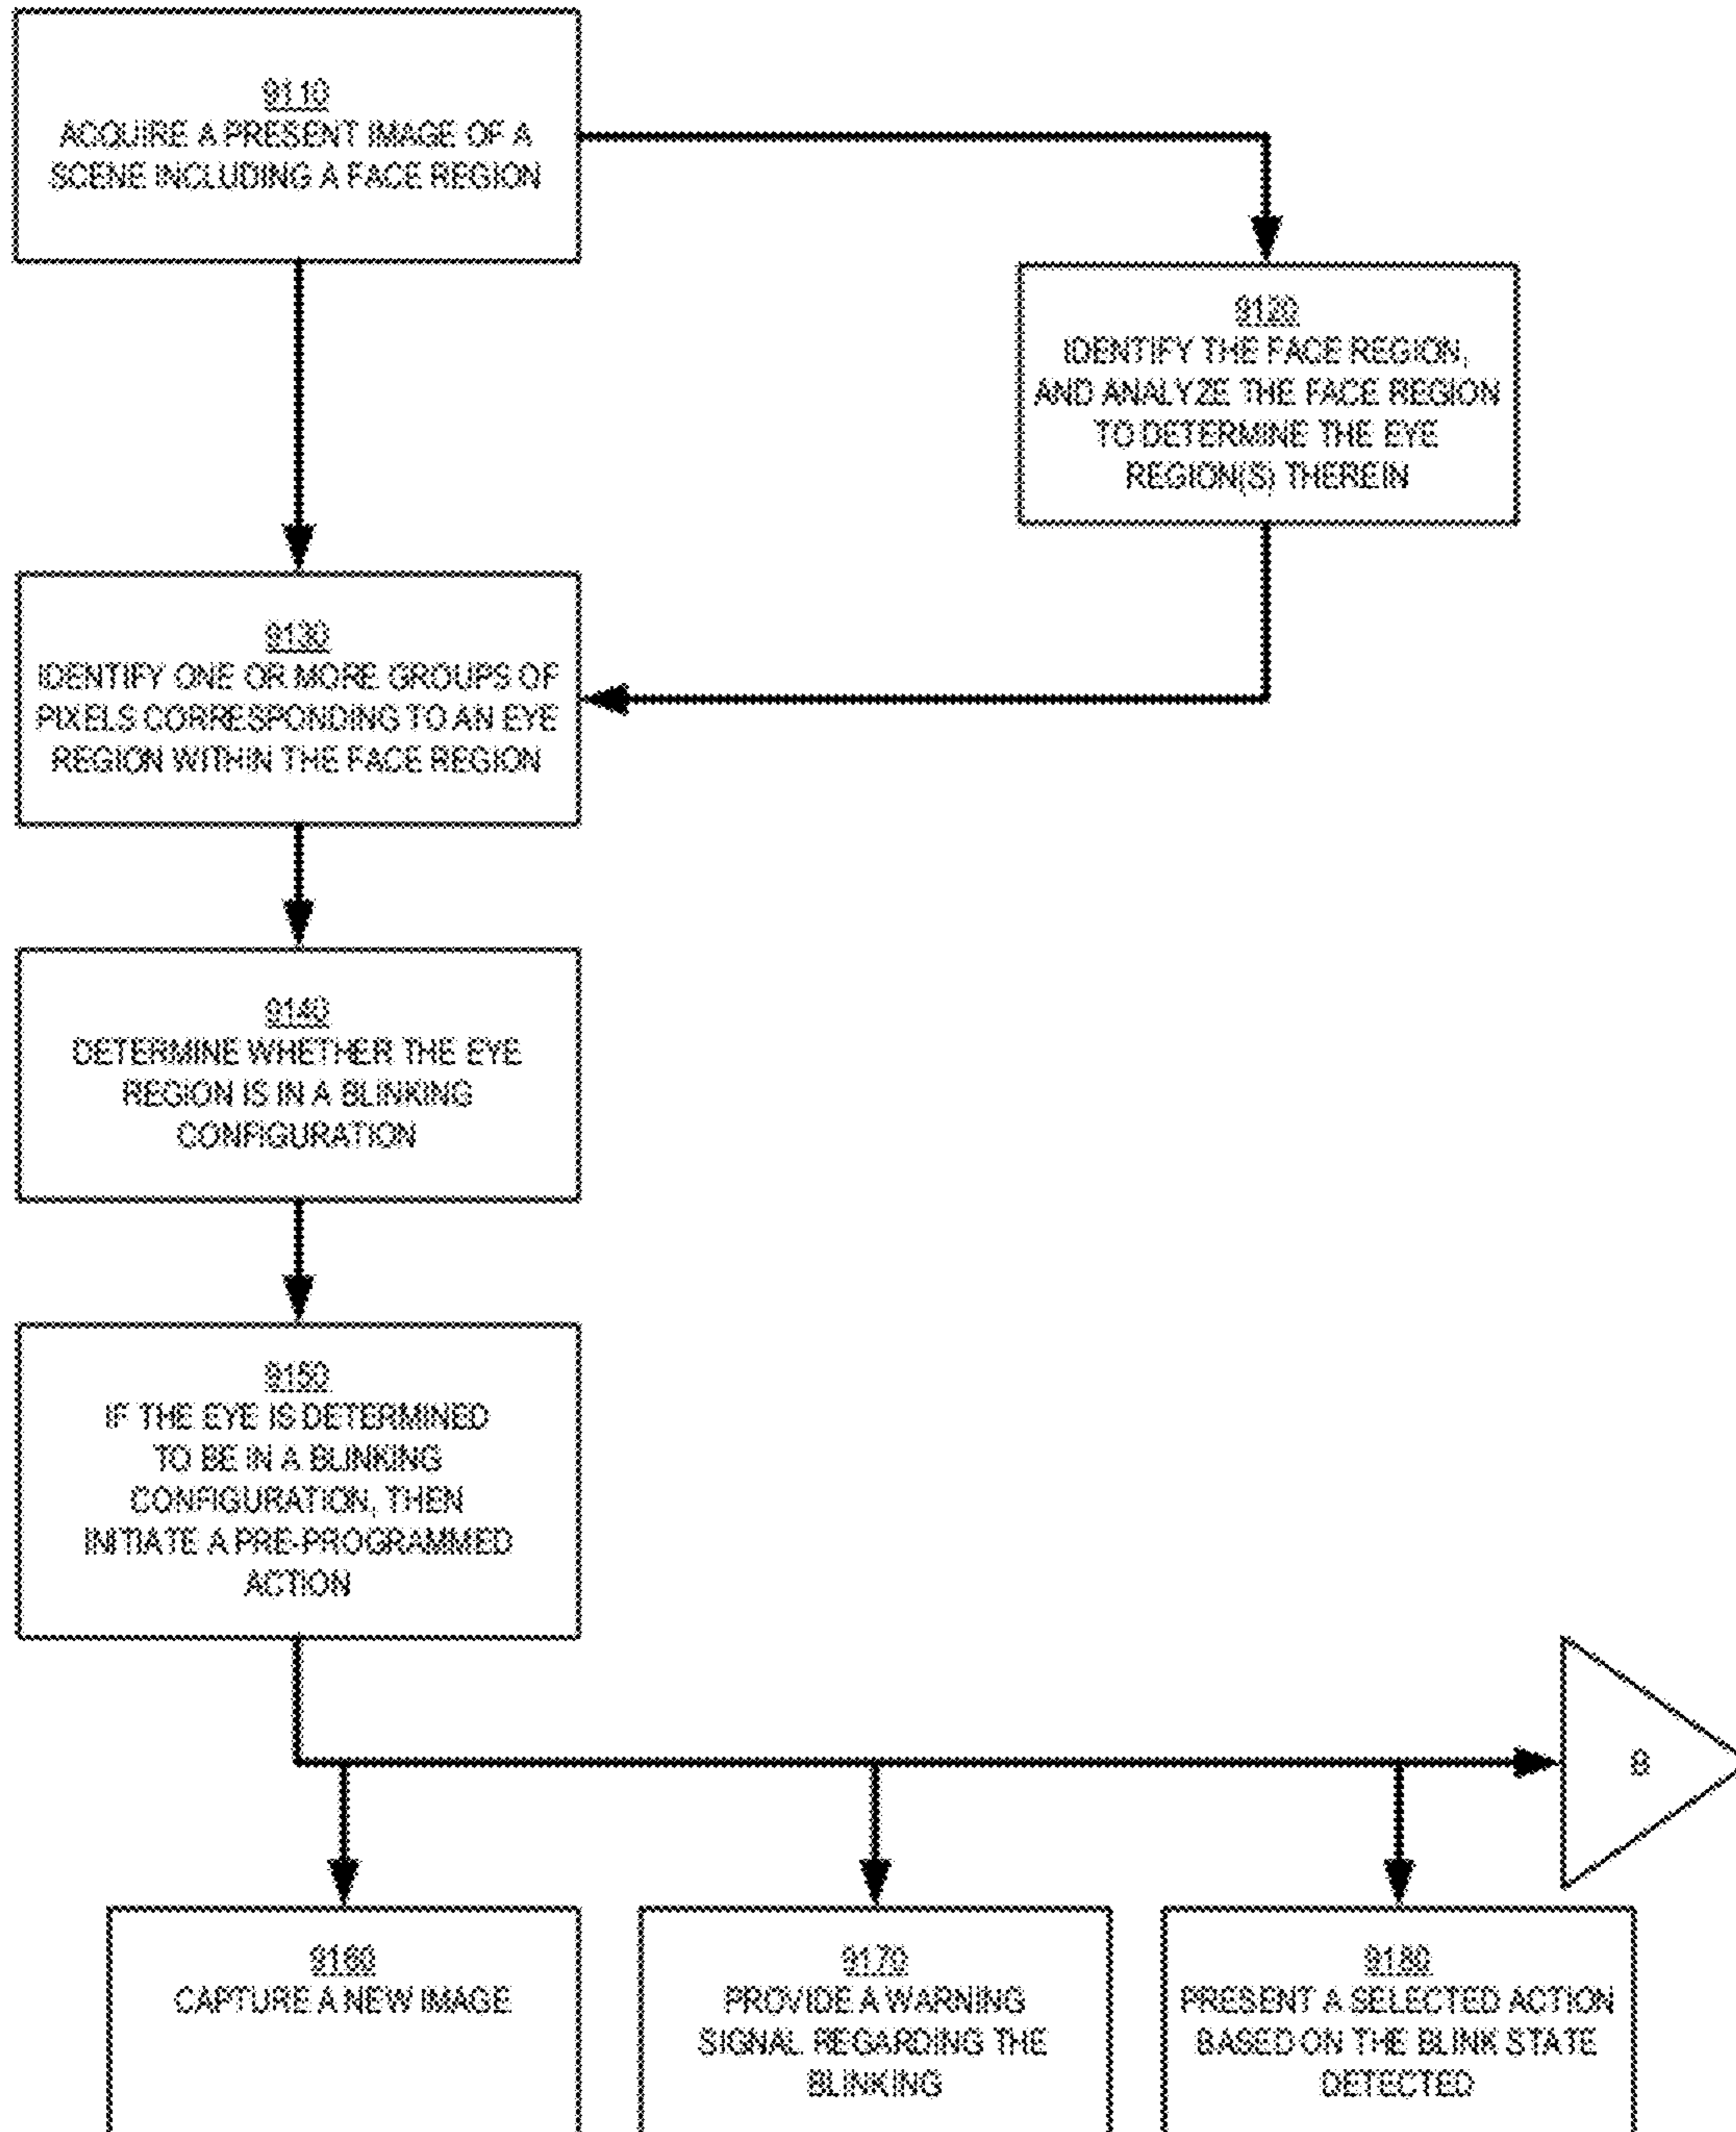 9110
ACQUIRE A PRESENT IMAGE OF A
SCENE INCLUDING A FACE REGION
9120
IDENTIFY THE FACE REGION,
AND ANALYZE THE FACE REGION
TO DETERMINE THE EYE
REGION(S) THEREIN
9130
IDENTIFY ONE OR MORE GROUPS OF
PIXELS CORRESPONDING TO AN EYE
REGION WITHIN THE FACE REGION
9140
DETERMINE WHETHER THE EYE
REGION IS IN A BLINKING
CONFIGURATION
9150
IF THE EYE IS DETERMINED
TO BE IN A BLINKING
CONFIGURATION, THEN
INITIATE A PRE-PROGRAMMED
ACTION
9160
CAPTURE A NEW IMAGE
9170
PROVIDE A WARNING
SIGNAL REGARDING THE
BLINKING
9180
PRESENT A SELECTED ACTION
BASED ON THE BLINK STATE
DETECTED